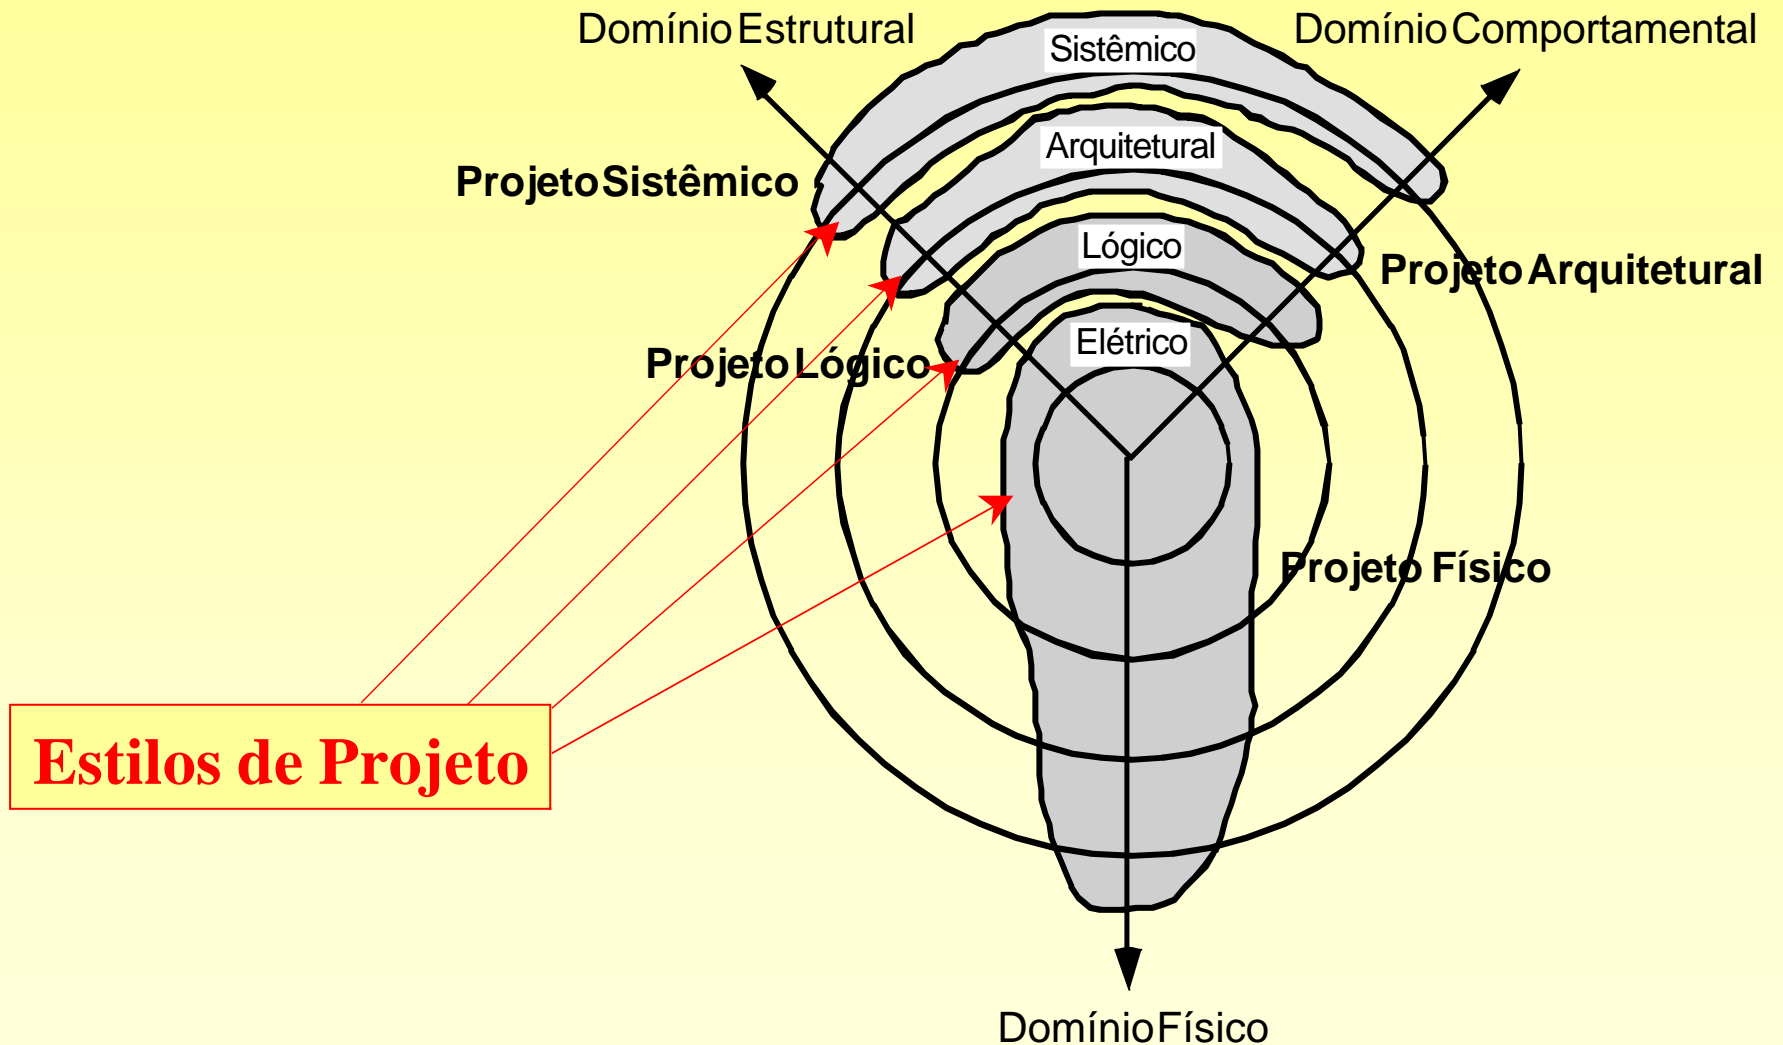 Domínio Estrutural
Domínio Comportamental
Sistêmico
Arquitetural
Projeto Sistêmico
Lógico
Projeto Arquitetural
Elétrico
Projeto Lógico
Projeto Físico
Estilos de Projeto
Domínio Físico